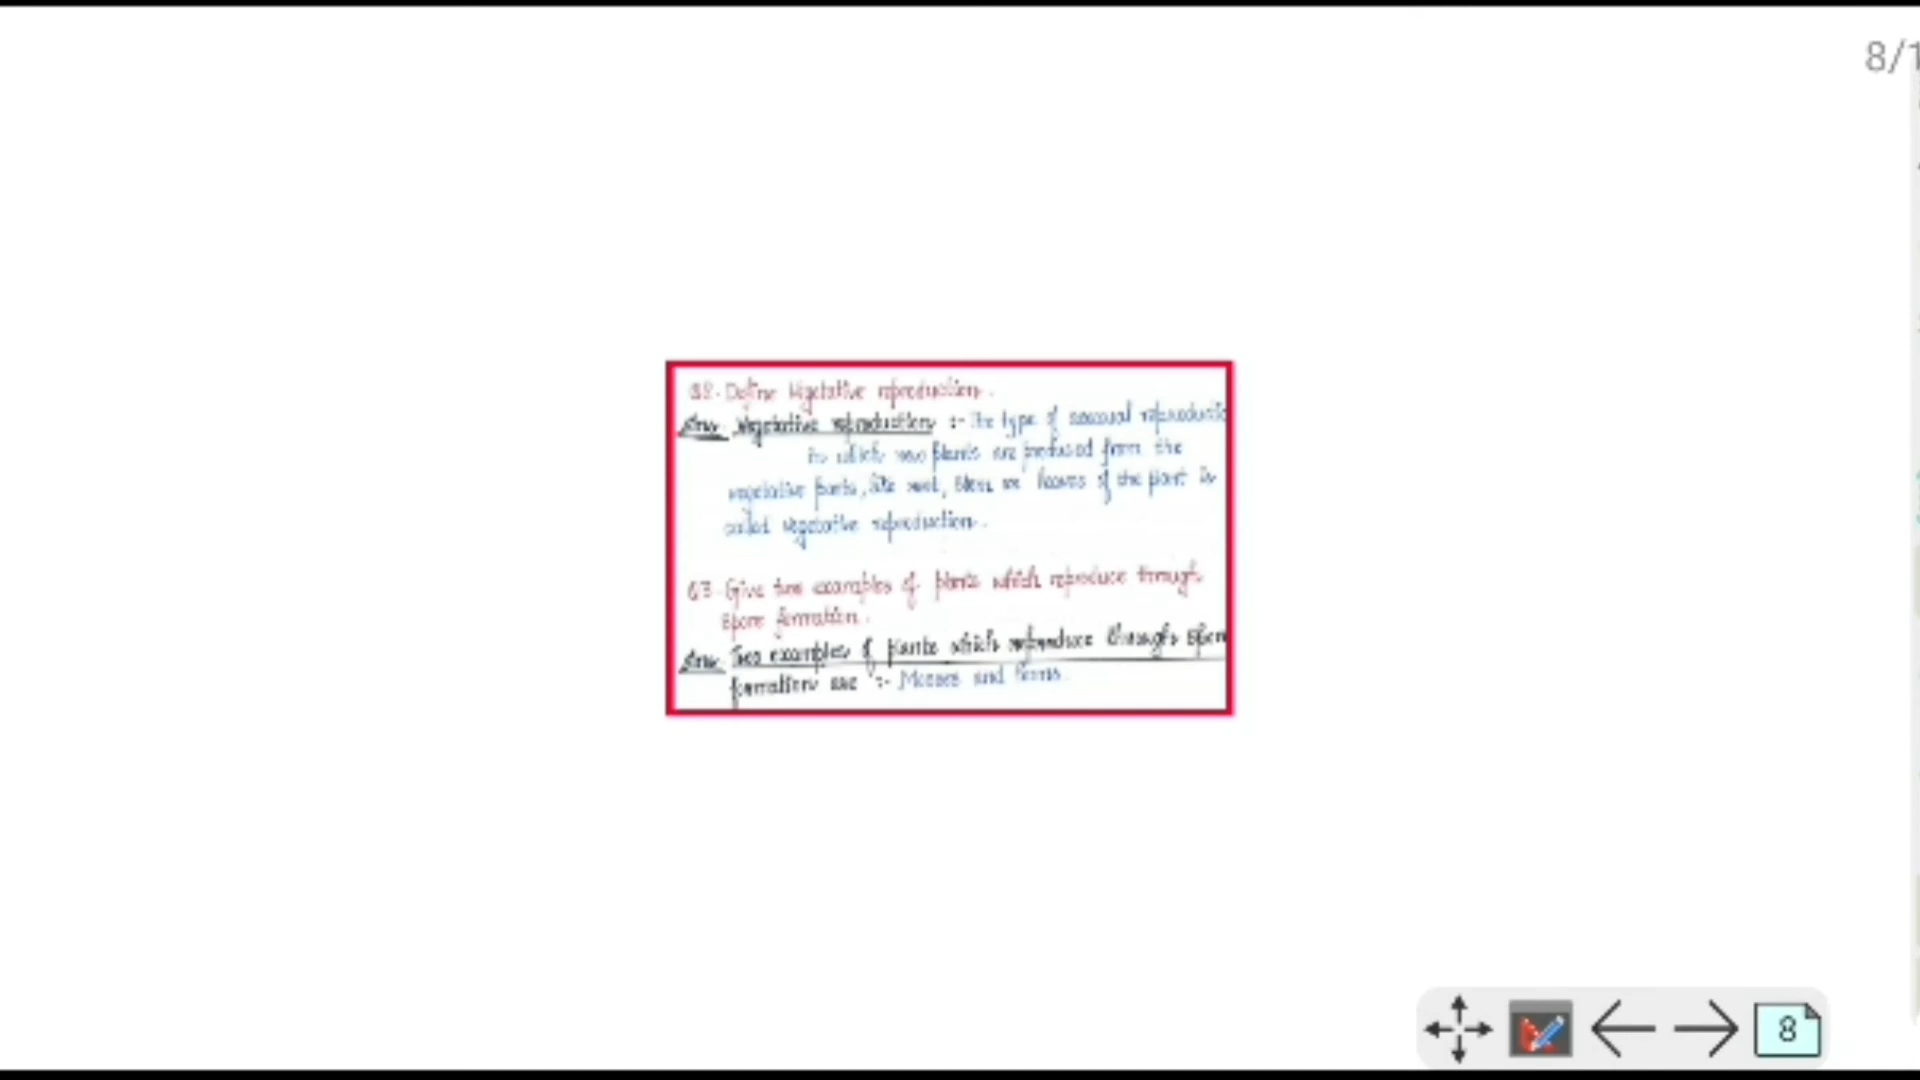 8/1
Q2. Define Vegetative reproduction.
Ans. Vegetative reproduction :- The type of asexual reproductio
in which new plants are produced from the
vegetative parts, like root, stem or leaves of the plant is
called vegetative reproduction.
Q3. Give two examples of plants which reproduce through
spore formation.
Ans. Two examples of plants which reproduce through spore
formation are :- Mosses and ferns.
8